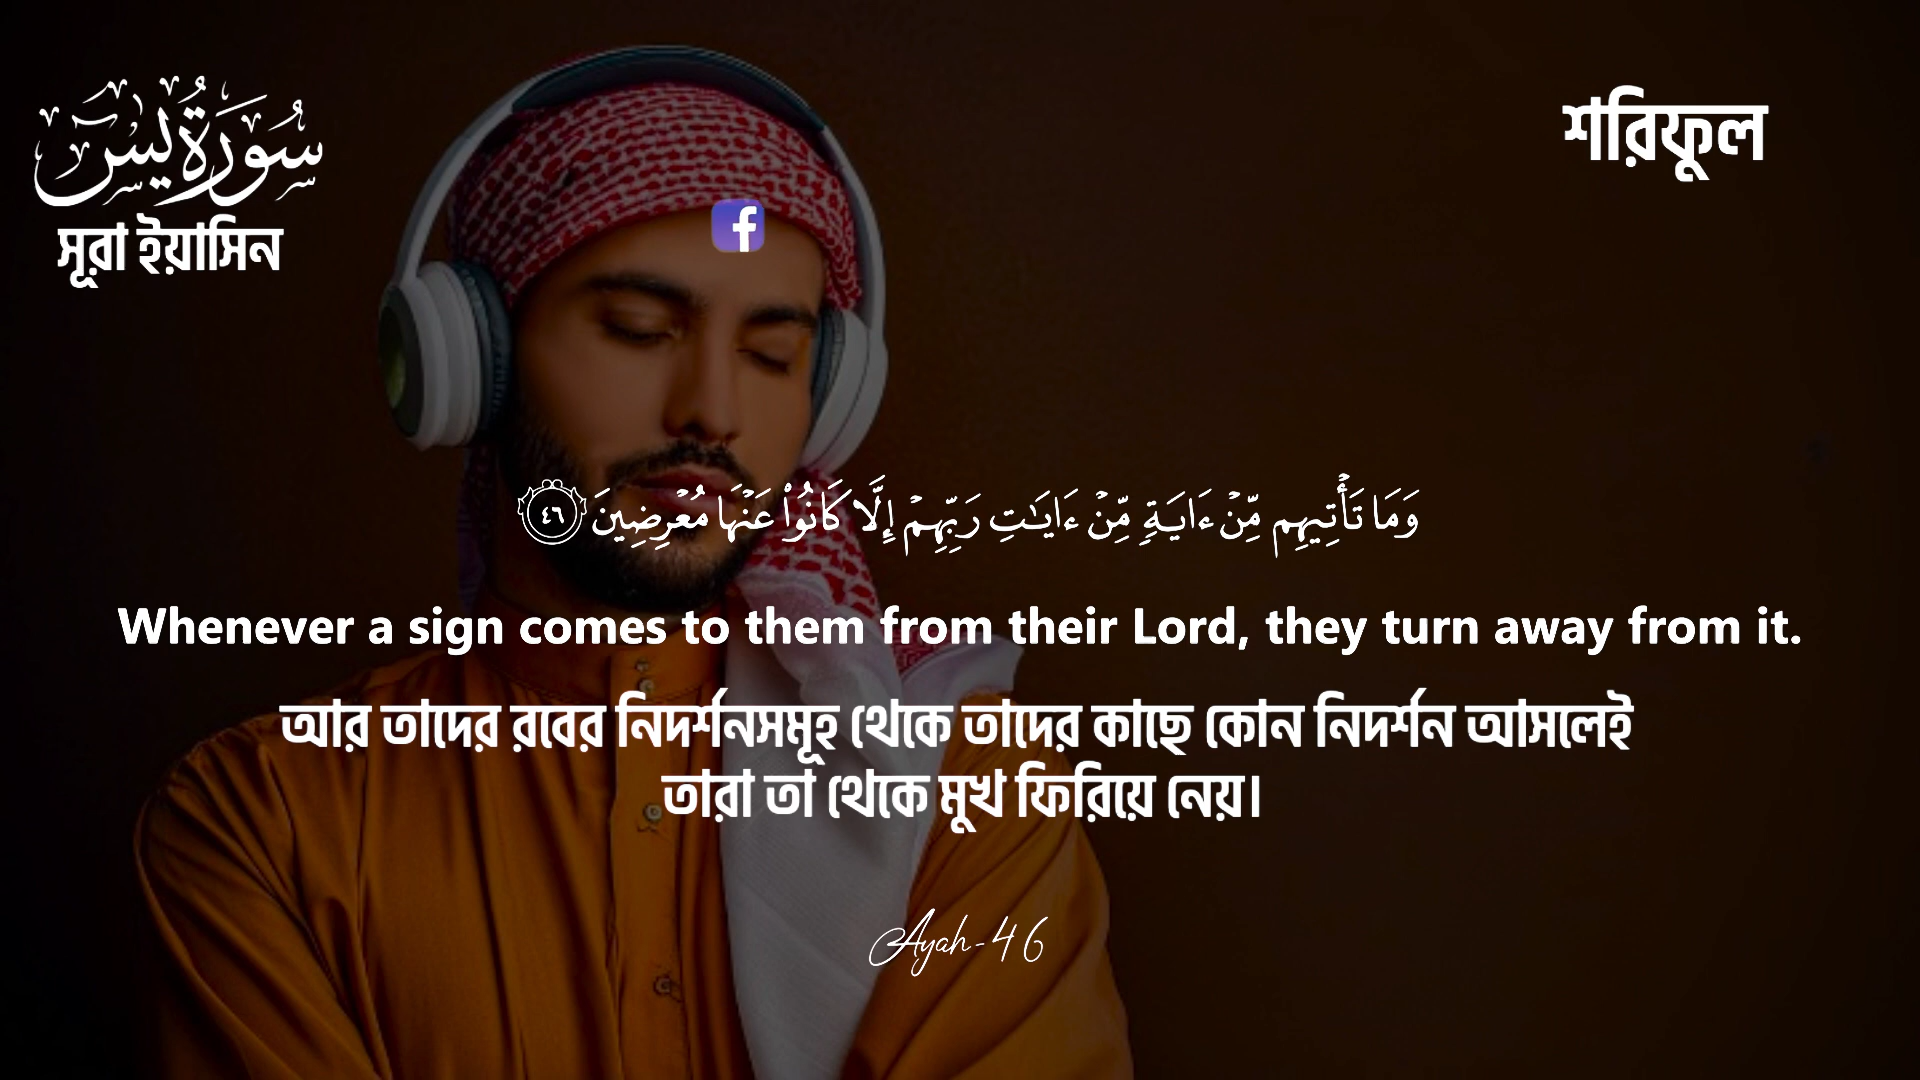 سُورَةُ يسٓ
সূরা ইয়াসিন
শরিফুল
وَمَا تَأْتِيهِم مِّنْ ءَايَةٍ مِّنْ ءَايَـٰتِ رَبِّهِمْ إِلَّا كَانُوا۟ عَنْهَا مُعْرِضِينَ ٤٦
Whenever a sign comes to them from their Lord, they turn away from it.
আর তাদের রবের নিদর্শনসমূহ থেকে তাদের কাছে কোন নিদর্শন আসলেই
তারা তা থেকে মুখ ফিরিয়ে নেয়।
Ayah-46